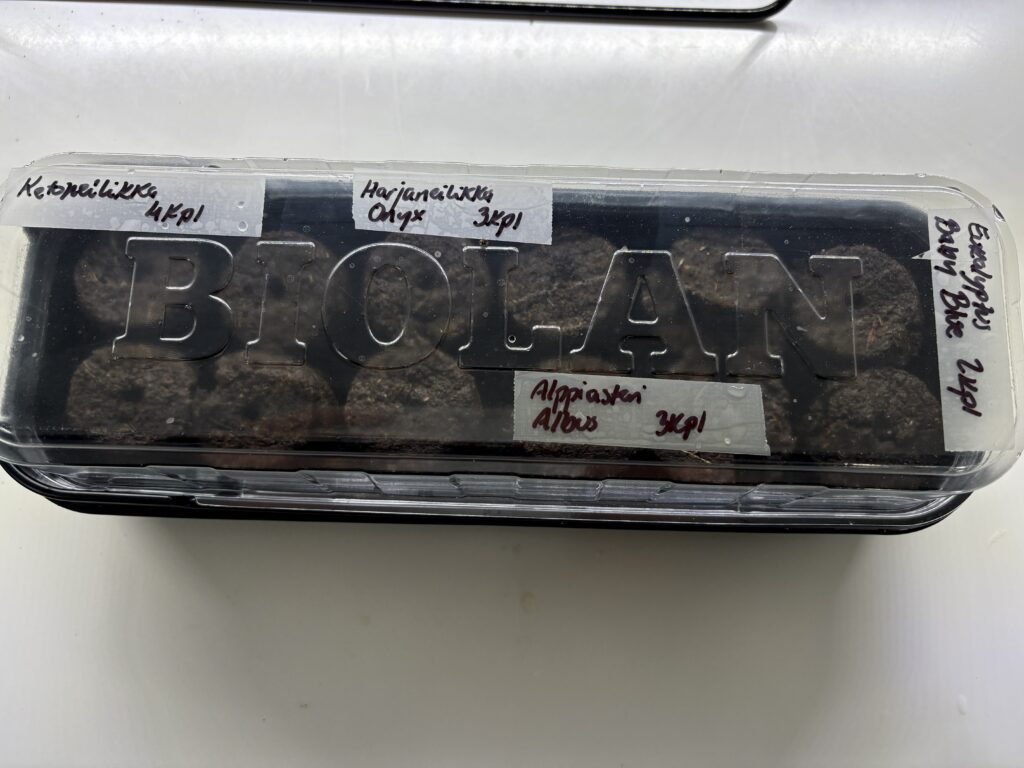 Ketoneilikka
4kpl
Harjaneilikka
Onyx 3kpl
BIOLAN
Alppiasteri
Albus 3kpl
Eucalyptus
Baby Blue 2kpl